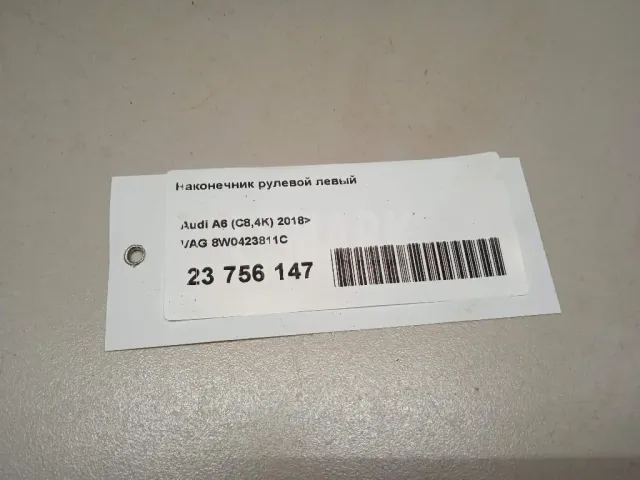 Наконечник рулевой левый
Audi A6 (C8,4K) 2018>
VAG 8W0423811C
23 756 147